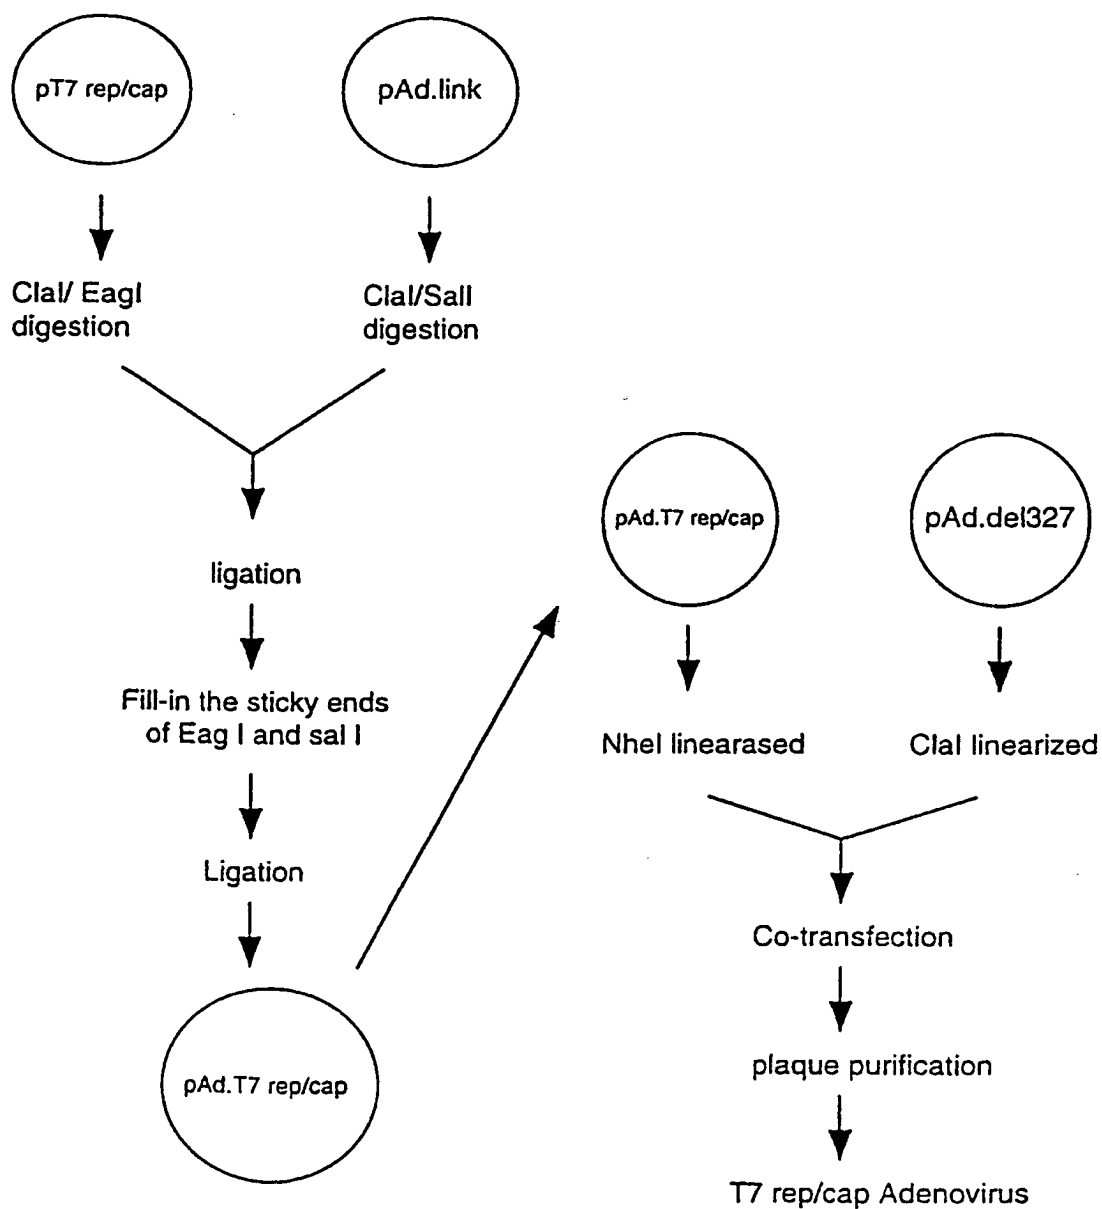 pT7 rep/cap
pAd.link
ClaI/ EagI
digestion
ClaI/SalI
digestion
ligation
Fill-in the sticky ends
of Eag I and sal I
Ligation
pAd.T7 rep/cap
pAd.T7 rep/cap
pAd.del327
NheI linearased
ClaI linearized
Co-transfection
plaque purification
T7 rep/cap Adenovirus